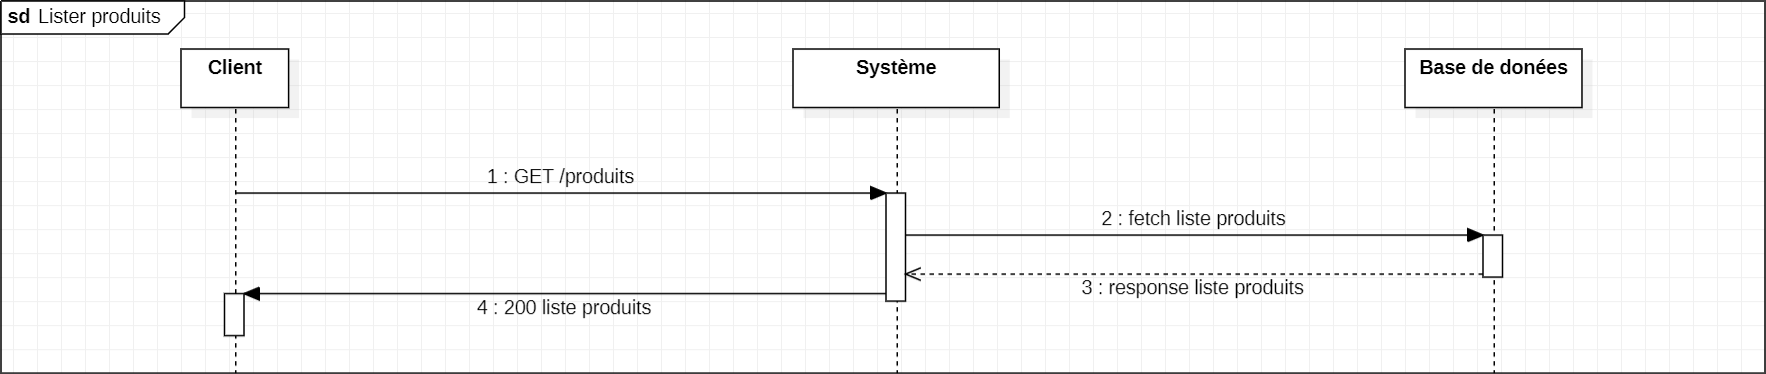 sd Lister produits
Client
Système
Base de donées
1 : GET /produits
2 : fetch liste produits
3 : response liste produits
4 : 200 liste produits